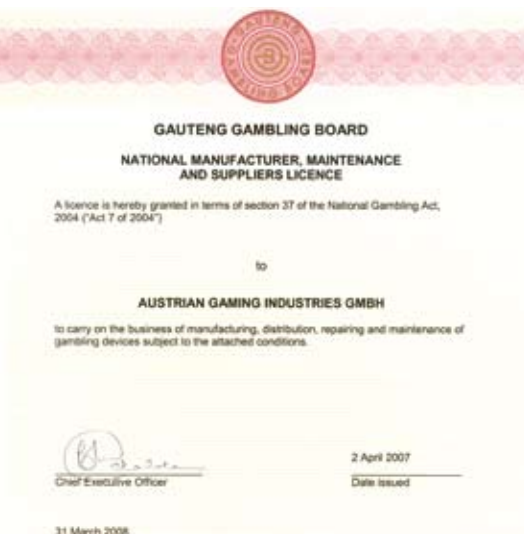 GAUTENG
GAMBLING BOARD
GAUTENG GAMBLING BOARD
NATIONAL MANUFACTURER, MAINTENANCE
AND SUPPLIERS LICENCE
A licence is hereby granted in terms of section 37 of the National Gambling Act,
2004 ("Act 7 of 2004")
to
AUSTRIAN GAMING INDUSTRIES GMBH
to carry on the business of manufacturing, distribution, repairing and maintenance of
gambling devices subject to the attached conditions.
2 April 2007
Chief Executive Officer
Date issued
31 March 2008